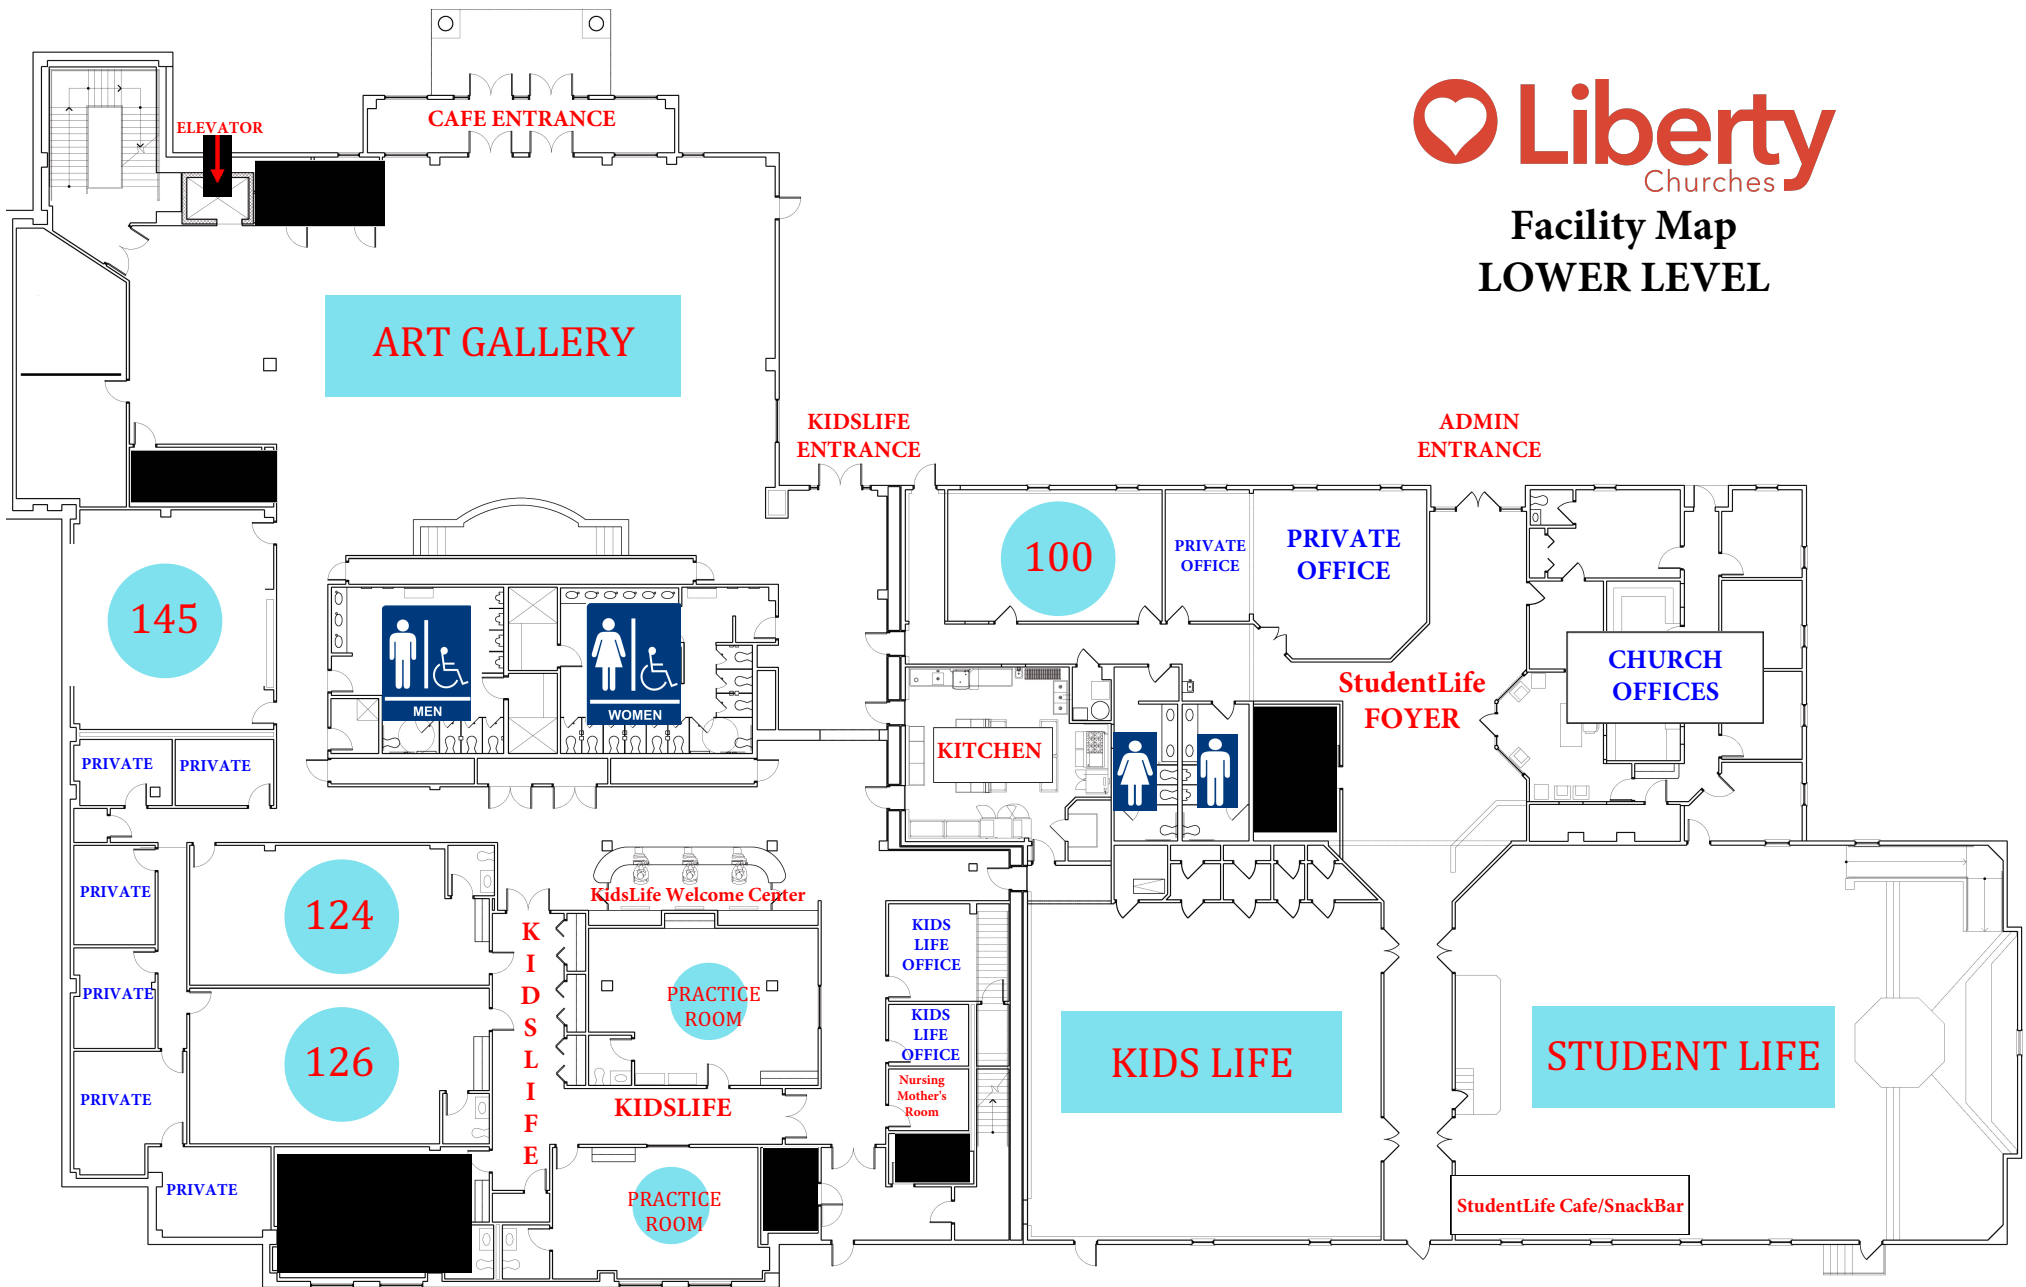 Liberty
Churches
Facility Map
LOWER LEVEL
CAFE ENTRANCE
ELEVATOR
ART GALLERY
KIDSLIFE
ENTRANCE
ADMIN
ENTRANCE
100
PRIVATE
OFFICE
PRIVATE
OFFICE
145
MEN
WOMEN
CHURCH
OFFICES
StudentLife
FOYER
KITCHEN
PRIVATE
PRIVATE
PRIVATE
124
KidsLife Welcome Center
K
I
D
S
L
I
F
E
KIDS
LIFE
OFFICE
PRIVATE
PRACTICE
ROOM
KIDS
LIFE
OFFICE
126
KIDS LIFE
STUDENT LIFE
PRIVATE
KIDSLIFE
Nursing
Mother's
Room
PRIVATE
PRACTICE
ROOM
StudentLife Cafe/SnackBar